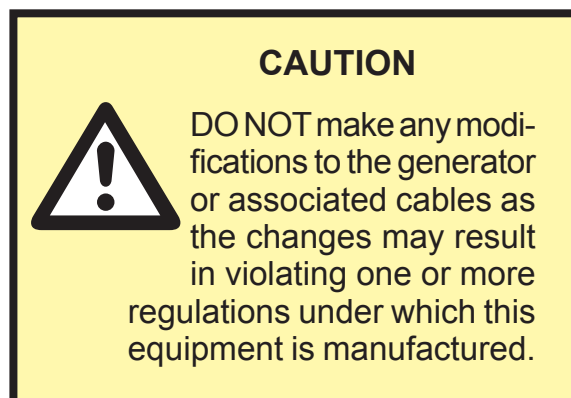 CAUTION
DO NOT make any modi-
fications to the generator
or associated cables as
the changes may result
in violating one or more
regulations under which this
equipment is manufactured.